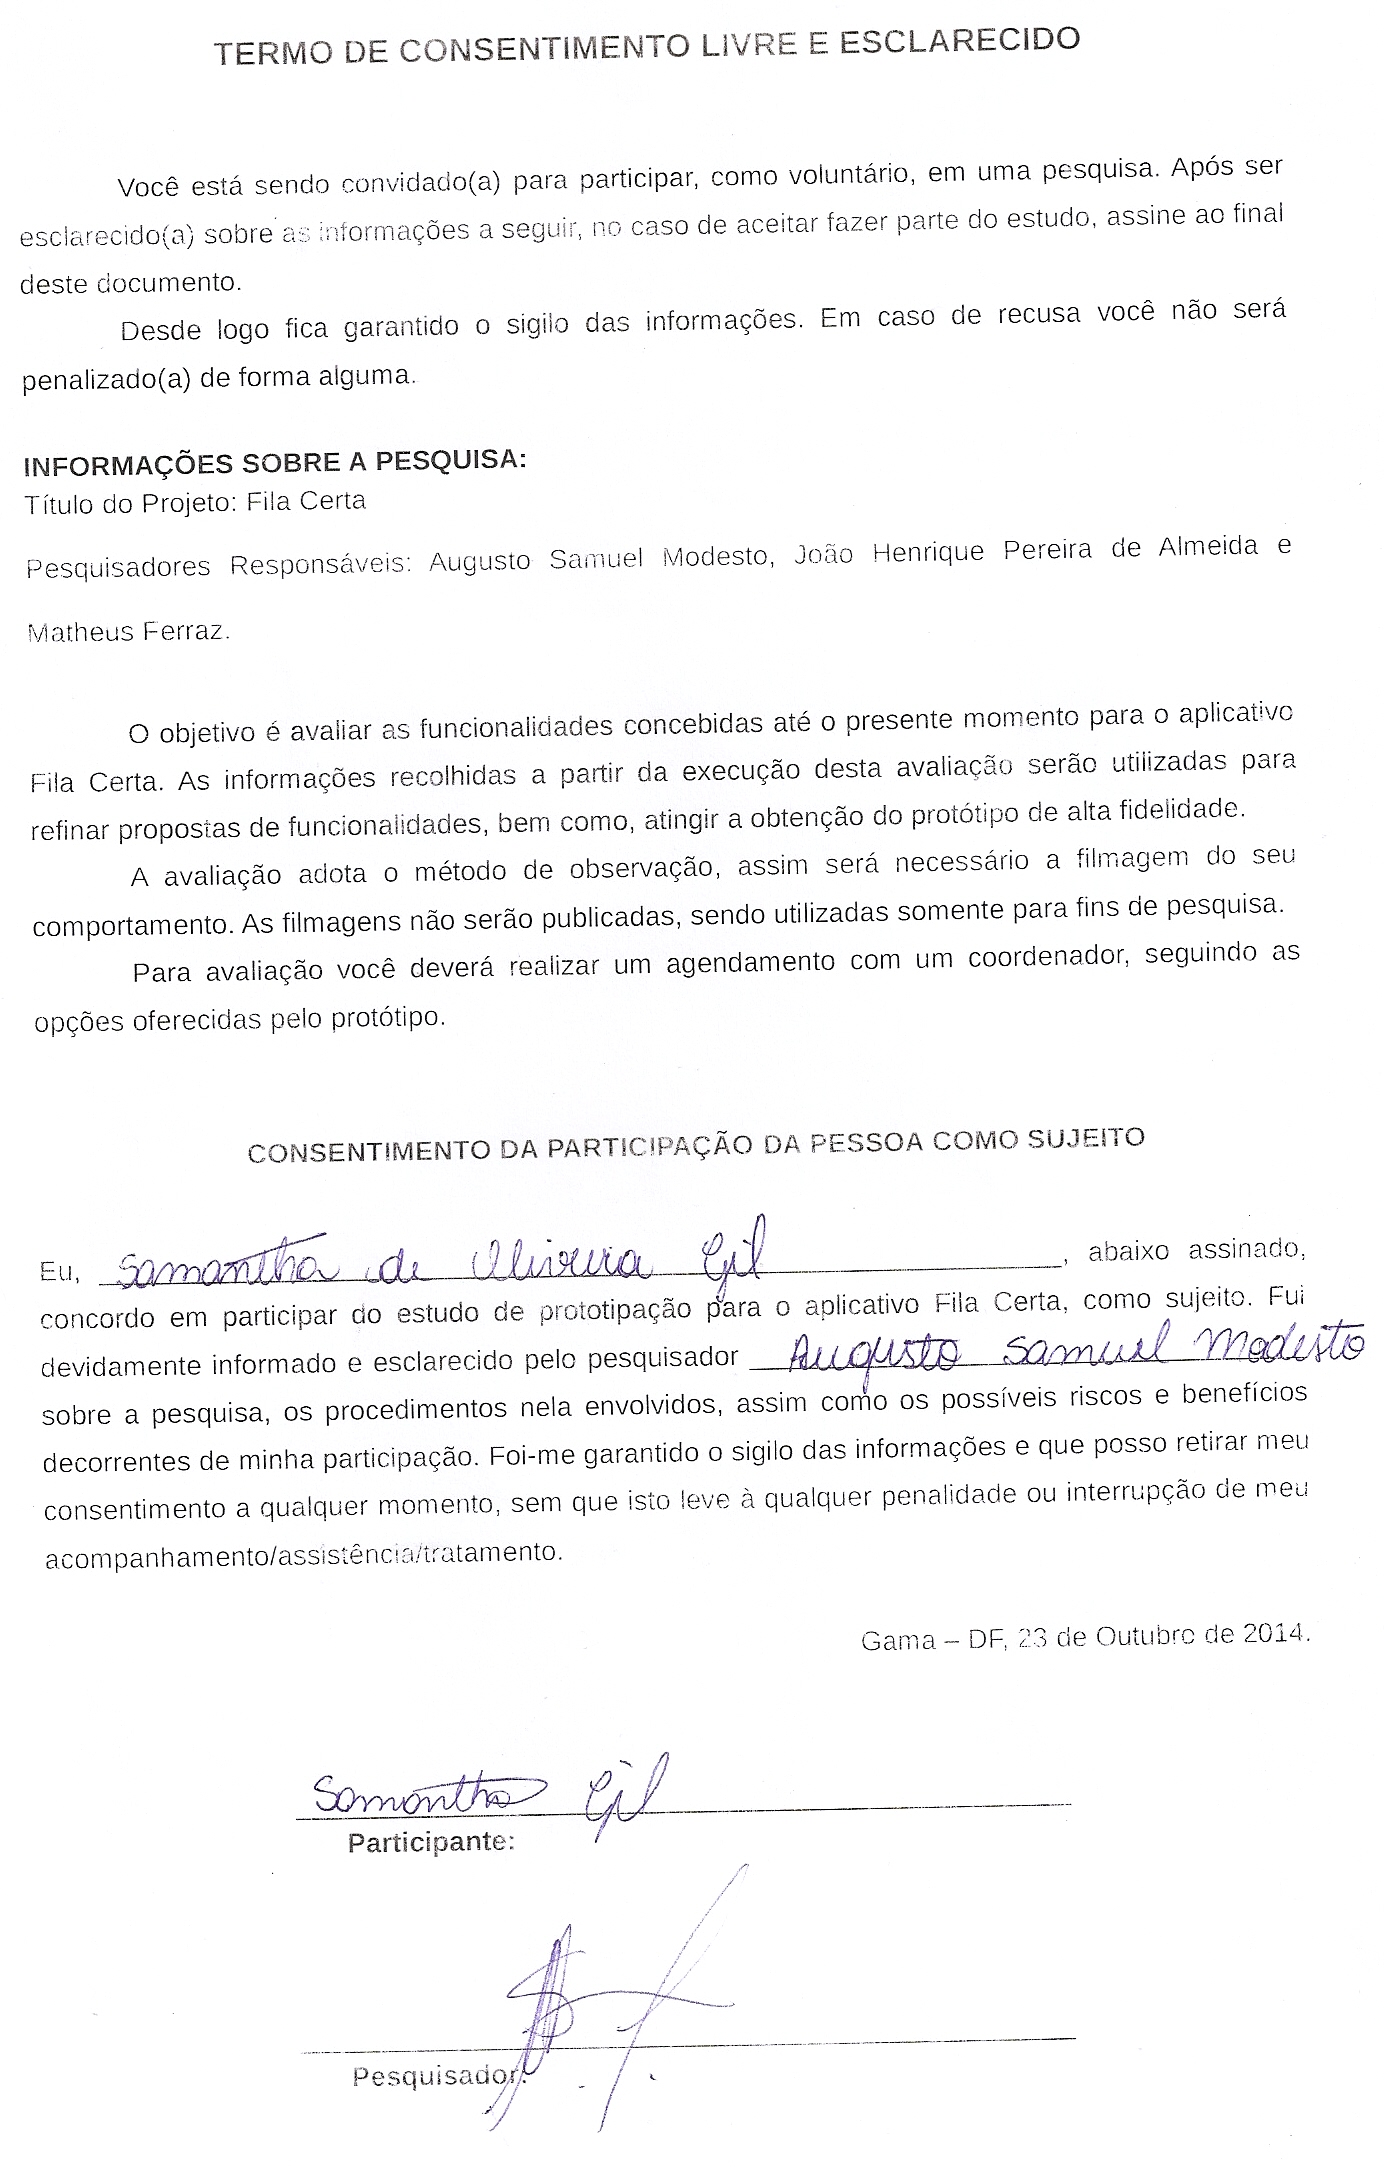 TERMO DE CONSENTIMENTO LIVRE E ESCLARECIDO
Você está sendo convidado(a) para participar, como voluntário, em uma pesquisa. Após ser
esclarecido(a) sobre as informações a seguir, no caso de aceitar fazer parte do estudo, assine ao final
deste documento.
Desde logo fica garantido o sigilo das informações. Em caso de recusa você não será
penalizado(a) de forma alguma.
INFORMAÇÕES SOBRE A PESQUISA:
Título do Projeto: Fila Certa
Pesquisadores Responsáveis: Augusto Samuel Modesto, João Henrique Pereira de Almeida e
Matheus Ferraz.
O objetivo é avaliar as funcionalidades concebidas até o presente momento para o aplicativo
Fila Certa. As informações recolhidas a partir da execução desta avaliação serão utilizadas para
refinar propostas de funcionalidades, bem como, atingir a obtenção do protótipo de alta fidelidade.
A avaliação adota o método de observação, assim será necessário a filmagem do seu
comportamento. As filmagens não serão publicadas, sendo utilizadas somente para fins de pesquisa.
Para avaliação você deverá realizar um agendamento com um coordenador, seguindo as
opções oferecidas pelo protótipo.
CONSENTIMENTO DA PARTICIPAÇÃO DA PESSOA COMO SUJEITO
Eu, Samantha de Oliveira Gil, abaixo assinado,
concordo em participar do estudo de prototipação para o aplicativo Fila Certa, como sujeito. Fui
devidamente informado e esclarecido pelo pesquisador Augusto Samuel Modesto
sobre a pesquisa, os procedimentos nela envolvidos, assim como os possíveis riscos e benefícios
decorrentes de minha participação. Foi-me garantido o sigilo das informações e que posso retirar meu
consentimento a qualquer momento, sem que isto leve à qualquer penalidade ou interrupção de meu
acompanhamento/assistência/tratamento.
Gama – DF, 23 de Outubro de 2014.
Samantha Gil
Participante:
Pesquisador: